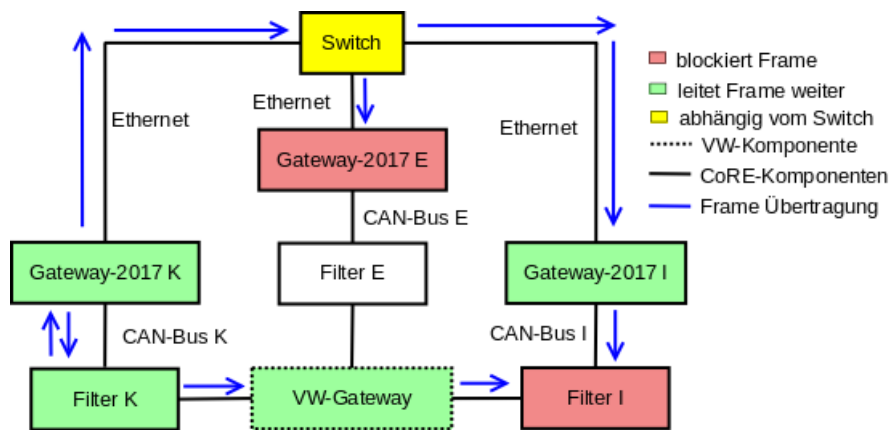 Switch
blockiert Frame
leitet Frame weiter
abhängig vom Switch
VW-Komponente
CoRE-Komponenten
Frame Übertragung
Ethernet
Ethernet
Ethernet
Gateway-2017 E
CAN-Bus E
Gateway-2017 K
Filter E
Gateway-2017 I
CAN-Bus K
CAN-Bus I
Filter K
VW-Gateway
Filter I